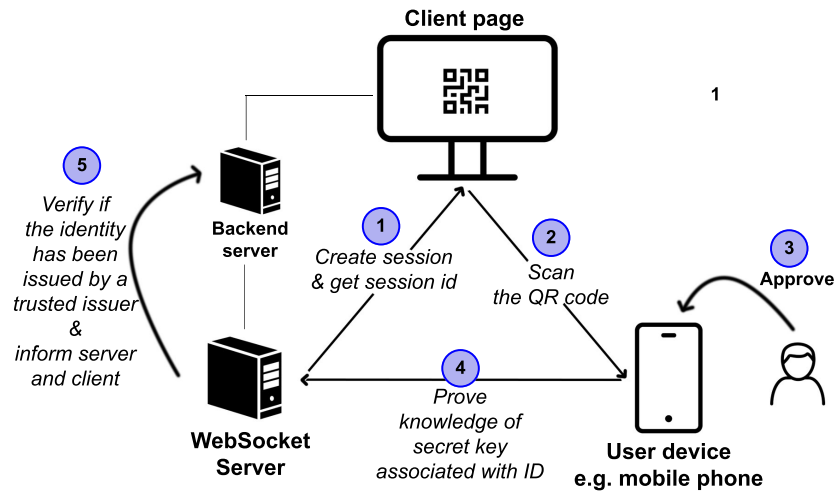 Client page
1
5
Verify if
the identity
has been
issued by a
trusted issuer
&
inform server
and client
Backend
server
1
Create session
& get session id
2
Scan
the QR code
3
Approve
4
Prove
knowledge of
secret key
associated with ID
WebSocket
Server
User device
e.g. mobile phone